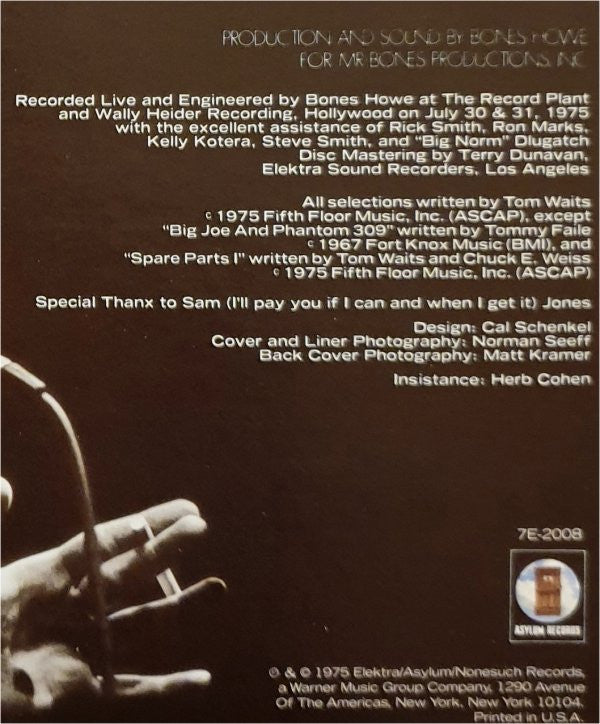 PRODUCTION AND SOUND BY BONES HOWE
FOR MR. BONES PRODUCTIONS, INC
Recorded Live and Engineered by Bones Howe at The Record Plant
and Wally Heider Recording, Hollywood on July 30 & 31, 1975
with the excellent assistance of Rick Smith, Ron Marks,
Kelly Kotera, Steve Smith, and "Big Norm" Dlugatch
Disc Mastering by Terry Dunavan,
Elektra Sound Recorders, Los Angeles
All selections written by Tom Waits
© 1975 Fifth Floor Music, Inc. (ASCAP), except
"Big Joe And Phantom 309" written by Tommy Faile
© 1967 Fort Knox Music (BMI), and
"Spare Parts I" written by Tom Waits and Chuck E. Weiss
© 1975 Fifth Floor Music, Inc. (ASCAP)
Special Thanx to Sam (I'll pay you if I can and when I get it) Jones
Design: Cal Schenkel
Cover and Liner Photography: Norman Seeff
Back Cover Photography: Matt Kramer
Insistance: Herb Cohen
7E-2008
ASYLUM RECORDS
℗ & © 1975 Elektra/Asylum/Nonesuch Records,
a Warner Music Group Company, 1290 Avenue
Of The Americas, New York, New York 10104.
Printed in U.S.A.